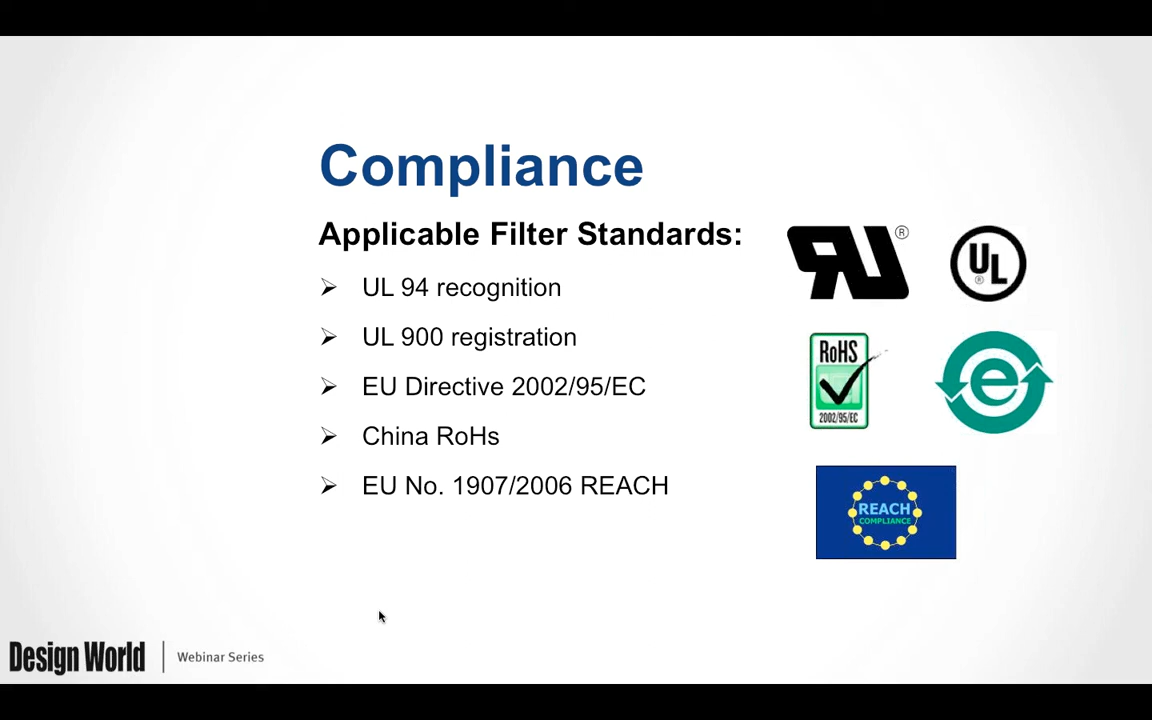 Compliance
Applicable Filter Standards:
➢ UL 94 recognition
➢ UL 900 registration
➢ EU Directive 2002/95/EC
➢ China RoHs
➢ EU No. 1907/2006 REACH
RU®
UL®
RoHS
2002/95/EC
e
REACH
COMPLIANCE
Design World | Webinar Series